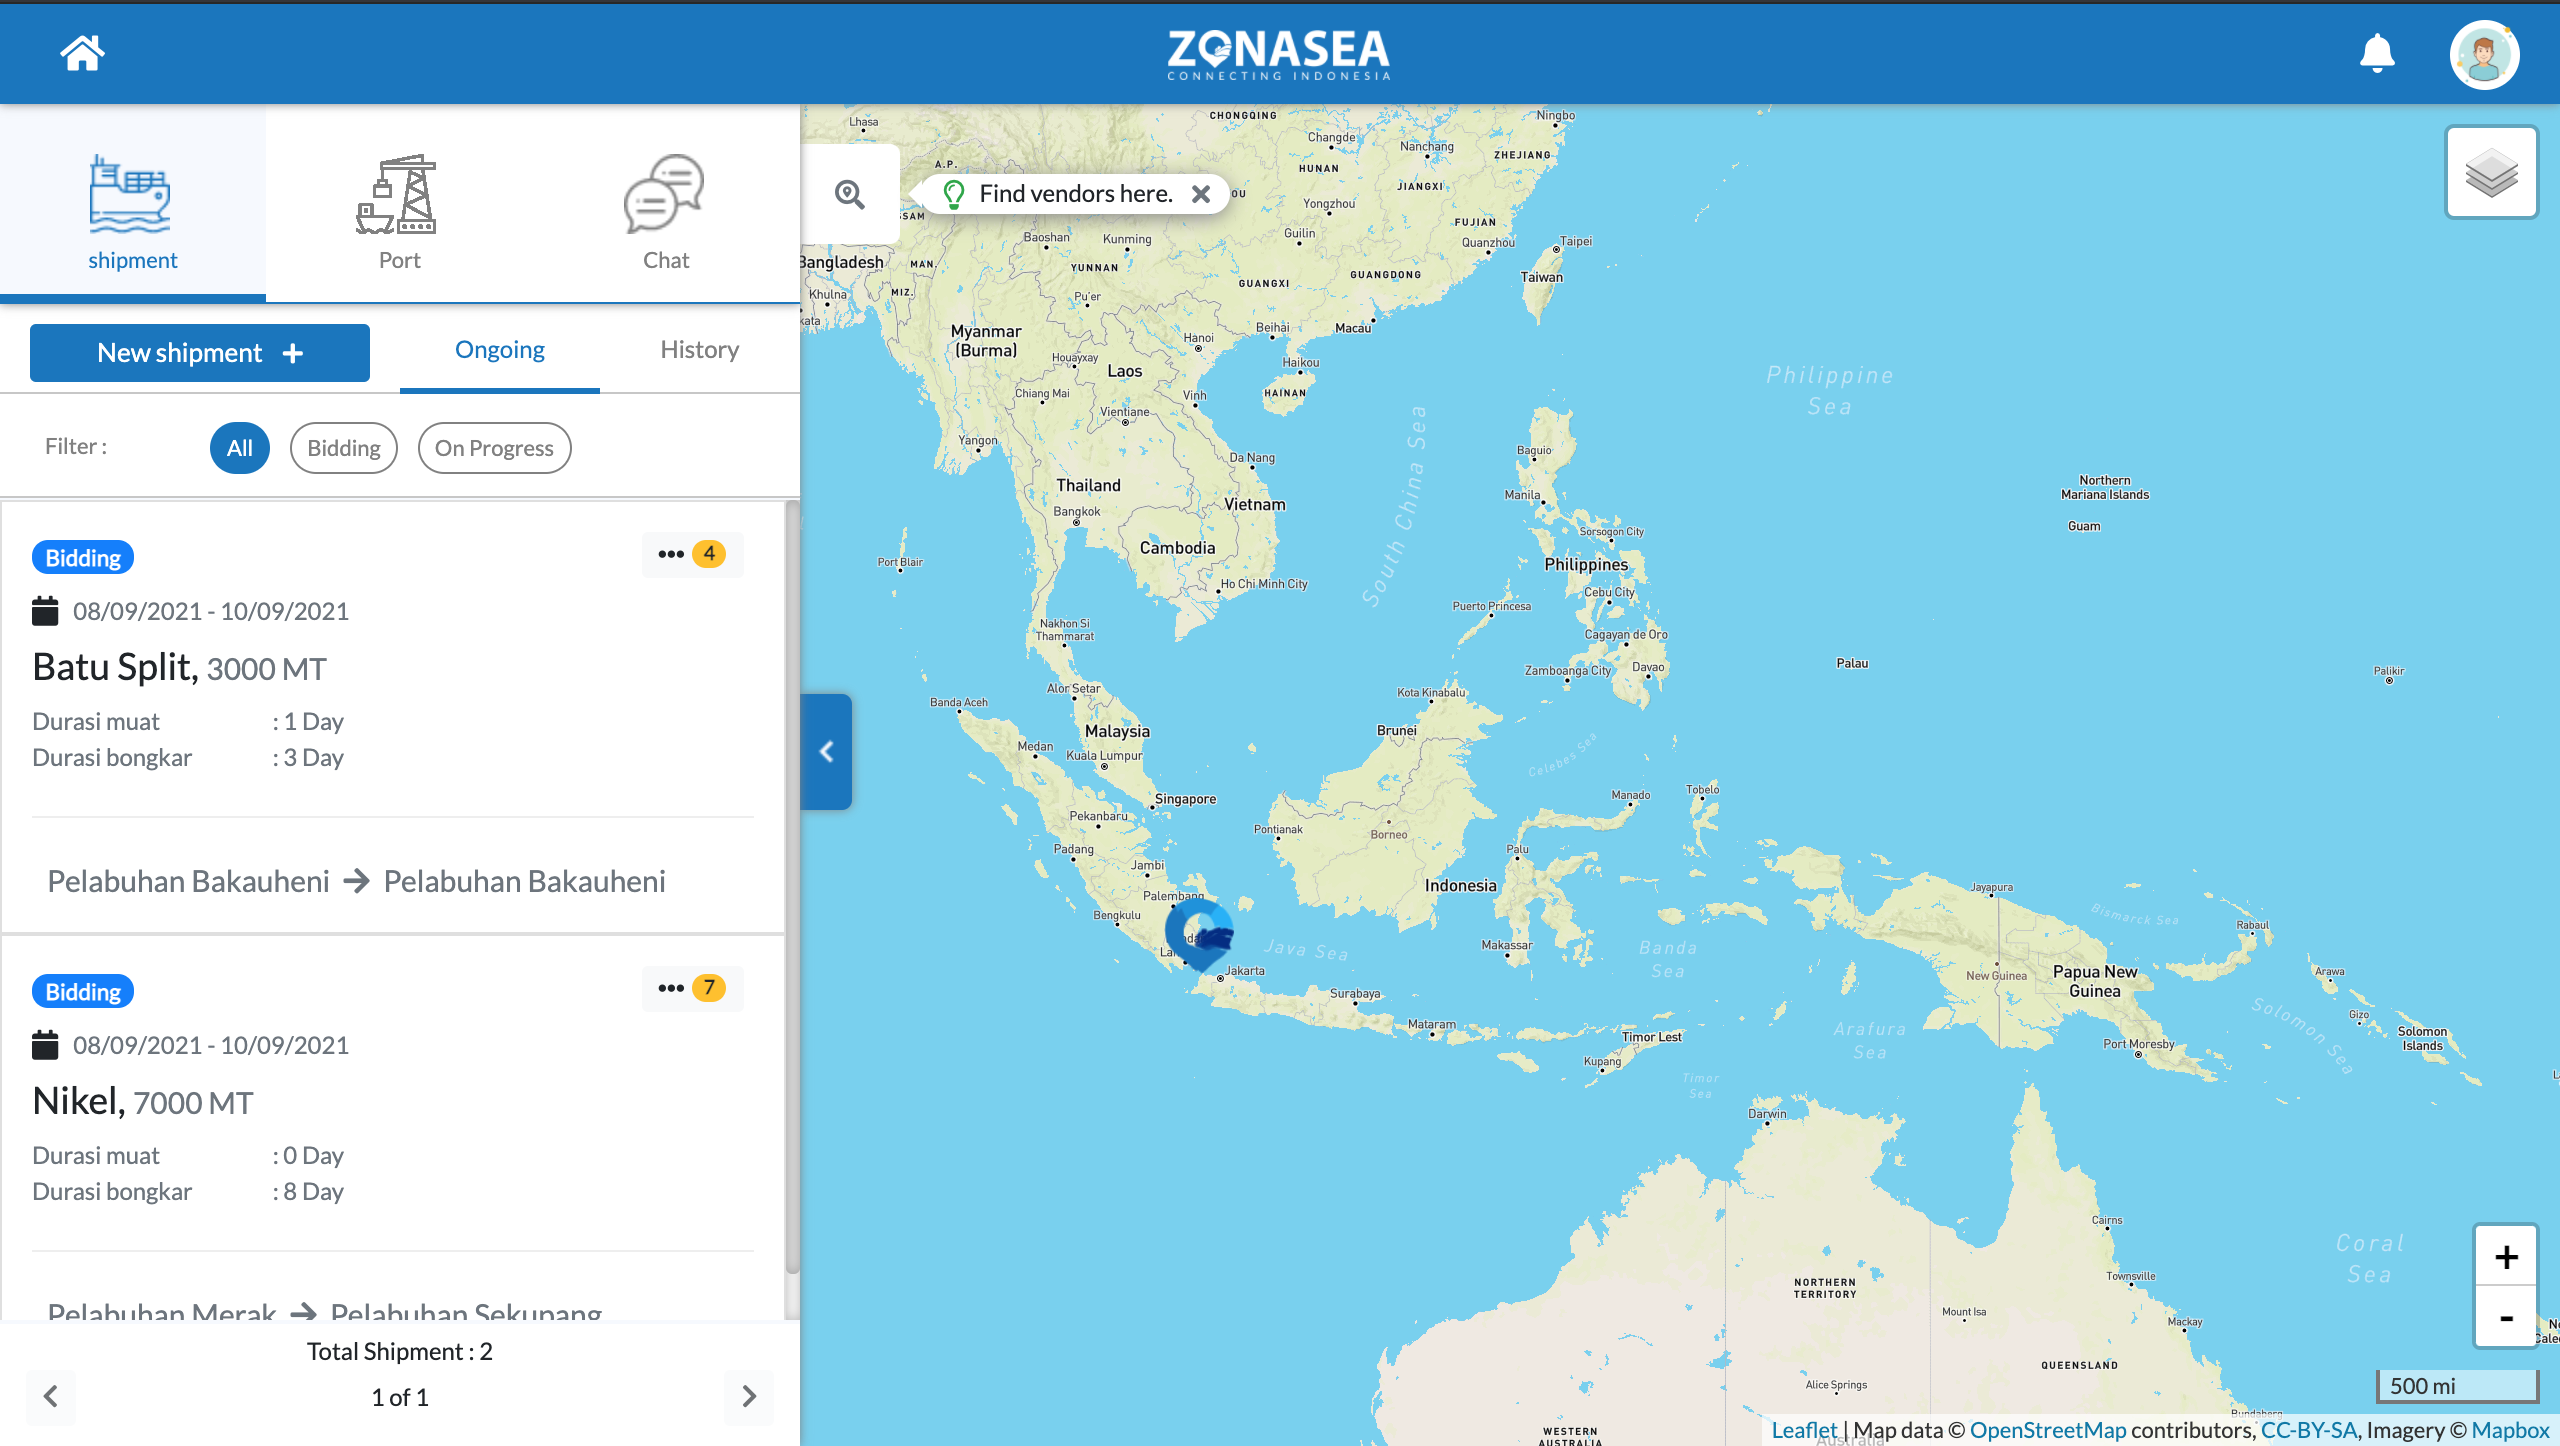 ZONASEA
CONNECTING INDONESIA
shipment
Port
Chat
New shipment +
Ongoing
History
Filter :
All
Bidding
On Progress
Bidding
4
08/09/2021 - 10/09/2021
Batu Split, 3000 MT
Durasi muat : 1 Day
Durasi bongkar : 3 Day
Pelabuhan Bakauheni → Pelabuhan Bakauheni
Bidding
7
08/09/2021 - 10/09/2021
Nikel, 7000 MT
Durasi muat : 0 Day
Durasi bongkar : 8 Day
Pelabuhan Merak → Pelabuhan Sekupang
Total Shipment : 2
1 of 1
Find vendors here.
Lhasa
CHONGQING
Ningbo
Changde
Nanchang
ZHEJIANG
A.P.
HUNAN
JIANGXI
Yongzhou
FUJIAN
Baoshan
Kunming
Guilin
Quanzhou
Taipei
Bangladesh
MAN.
YUNNAN
GUANGDONG
Taiwan
Khulna
MIZ.
Pu'er
GUANGXI
Myanmar
(Burma)
Hanoi
Beihai
Macau
Houayxay
Laos
Haikou
Philippine
Sea
Chiang Mai
Vinh
HAINAN
Vientiane
South China Sea
Yangon
Baguio
Da Nang
Thailand
Northern
Mariana Islands
Manila
Vietnam
Bangkok
Guam
Sorsogon City
Cambodia
Port Blair
Philippines
Ho Chi Minh City
Cebu City
Puerto Princesa
Nakhon Si
Thammarat
Cagayan de Oro
Zamboanga City
Davao
Palau
Palikir
Alor Setar
Kota Kinabalu
Banda Aceh
Malaysia
Brunei
Medan
Kuala Lumpur
Celebes Sea
Singapore
Manado
Tobelo
Pekanbaru
Pontianak
Borneo
Padang
Palu
Jambi
Indonesia
Jayapura
Palembang
Bengkulu
Bismarck Sea
Rabaul
Java Sea
Makassar
Banda
Sea
Jakarta
New Guinea
Papua New
Guinea
Arawa
Surabaya
Mataram
Timor Lest
Arafura
Sea
Solomon Sea
Gizo
Solomon
Islands
Kupang
Port Moresby
Timor
Sea
Darwin
Cairns
Coral
Sea
Townsville
NORTHERN
TERRITORY
Mount Isa
Mackay
QUEENSLAND
Alice Springs
Bundaberg
WESTERN
AUSTRALIA
Australia
+
-
500 mi
Leaflet | Map data © OpenStreetMap contributors, CC-BY-SA, Imagery © Mapbox